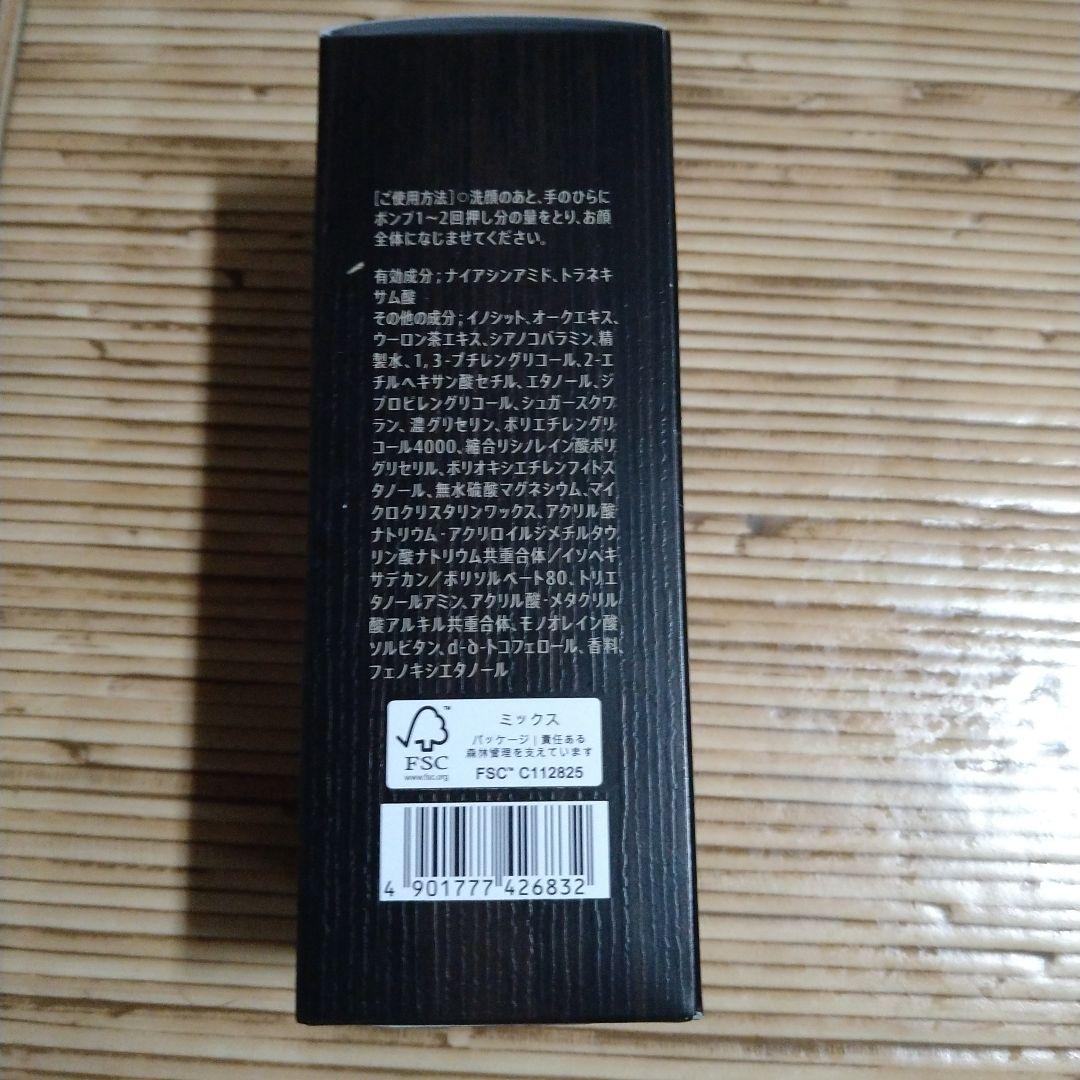 ［ご使用方法］○洗顔のあと、手のひらに
ポンプ1〜2回押し分の量をとり、お顔
全体になじませてください。
有効成分；ナイアシンアミド、トラネキ
サム酸
その他の成分；イノシット、オークエキス、
ウーロン茶エキス、シアノコバラミン、精
製水、1,3-ブチレングリコール、2-エ
チルヘキサン酸セチル、エタノール、ジ
プロピレングリコール、シュガースクワ
ラン、濃グリセリン、ポリエチレングリ
コール4000、縮合リシノレイン酸ポリ
グリセリル、ポリオキシエチレンフィトス
タノール、無水硫酸マグネシウム、マイ
クロクリスタリンワックス、アクリル酸
ナトリウム・アクリロイルジメチルタウ
リン酸ナトリウム共重合体／イソヘキ
サデカン／ポリソルベート80、トリエ
タノールアミン、アクリル酸・メタクリル
酸アルキル共重合体、モノオレイン酸
ソルビタン、d-δ-トコフェロール、香料、
フェノキシエタノール
FSC
www.fsc.org
ミックス
パッケージ｜責任ある
森林管理を支えています
FSC™ C112825
4 901777 426832